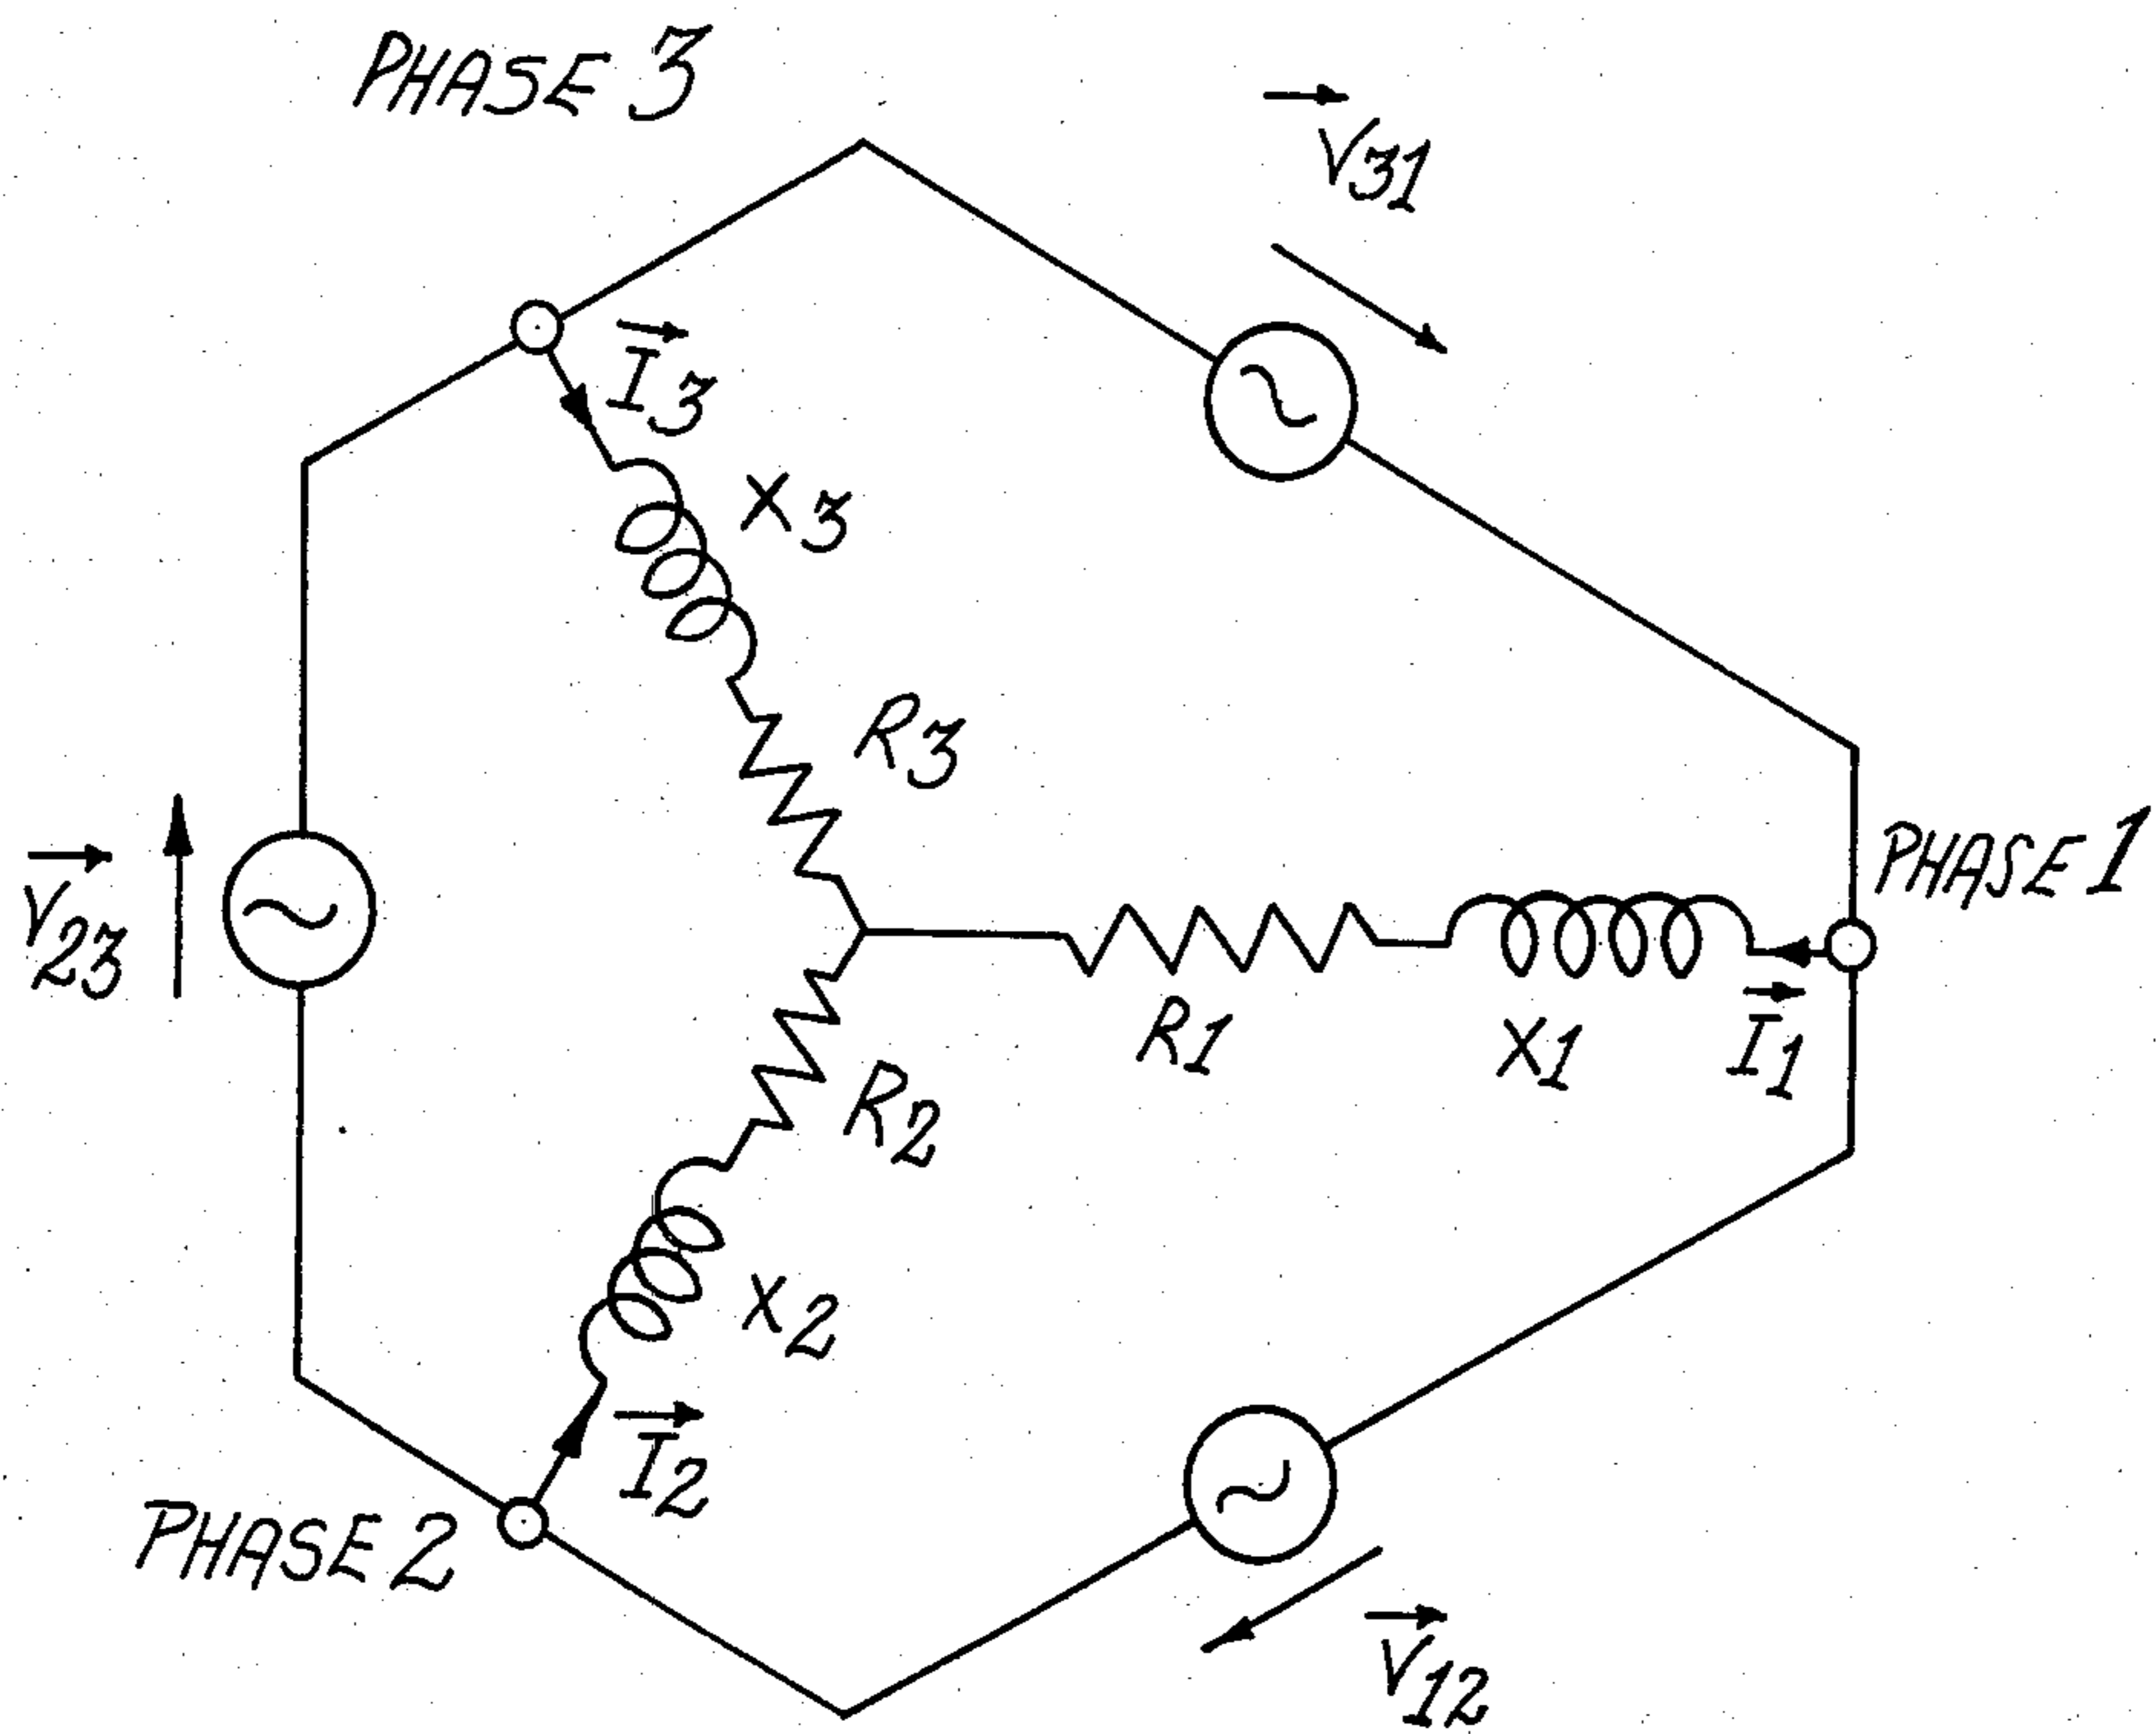 PHASE 3
V31
I3
X3
R3
V23
PHASE 1
R1
X1
I1
R2
X2
I2
PHASE 2
V12